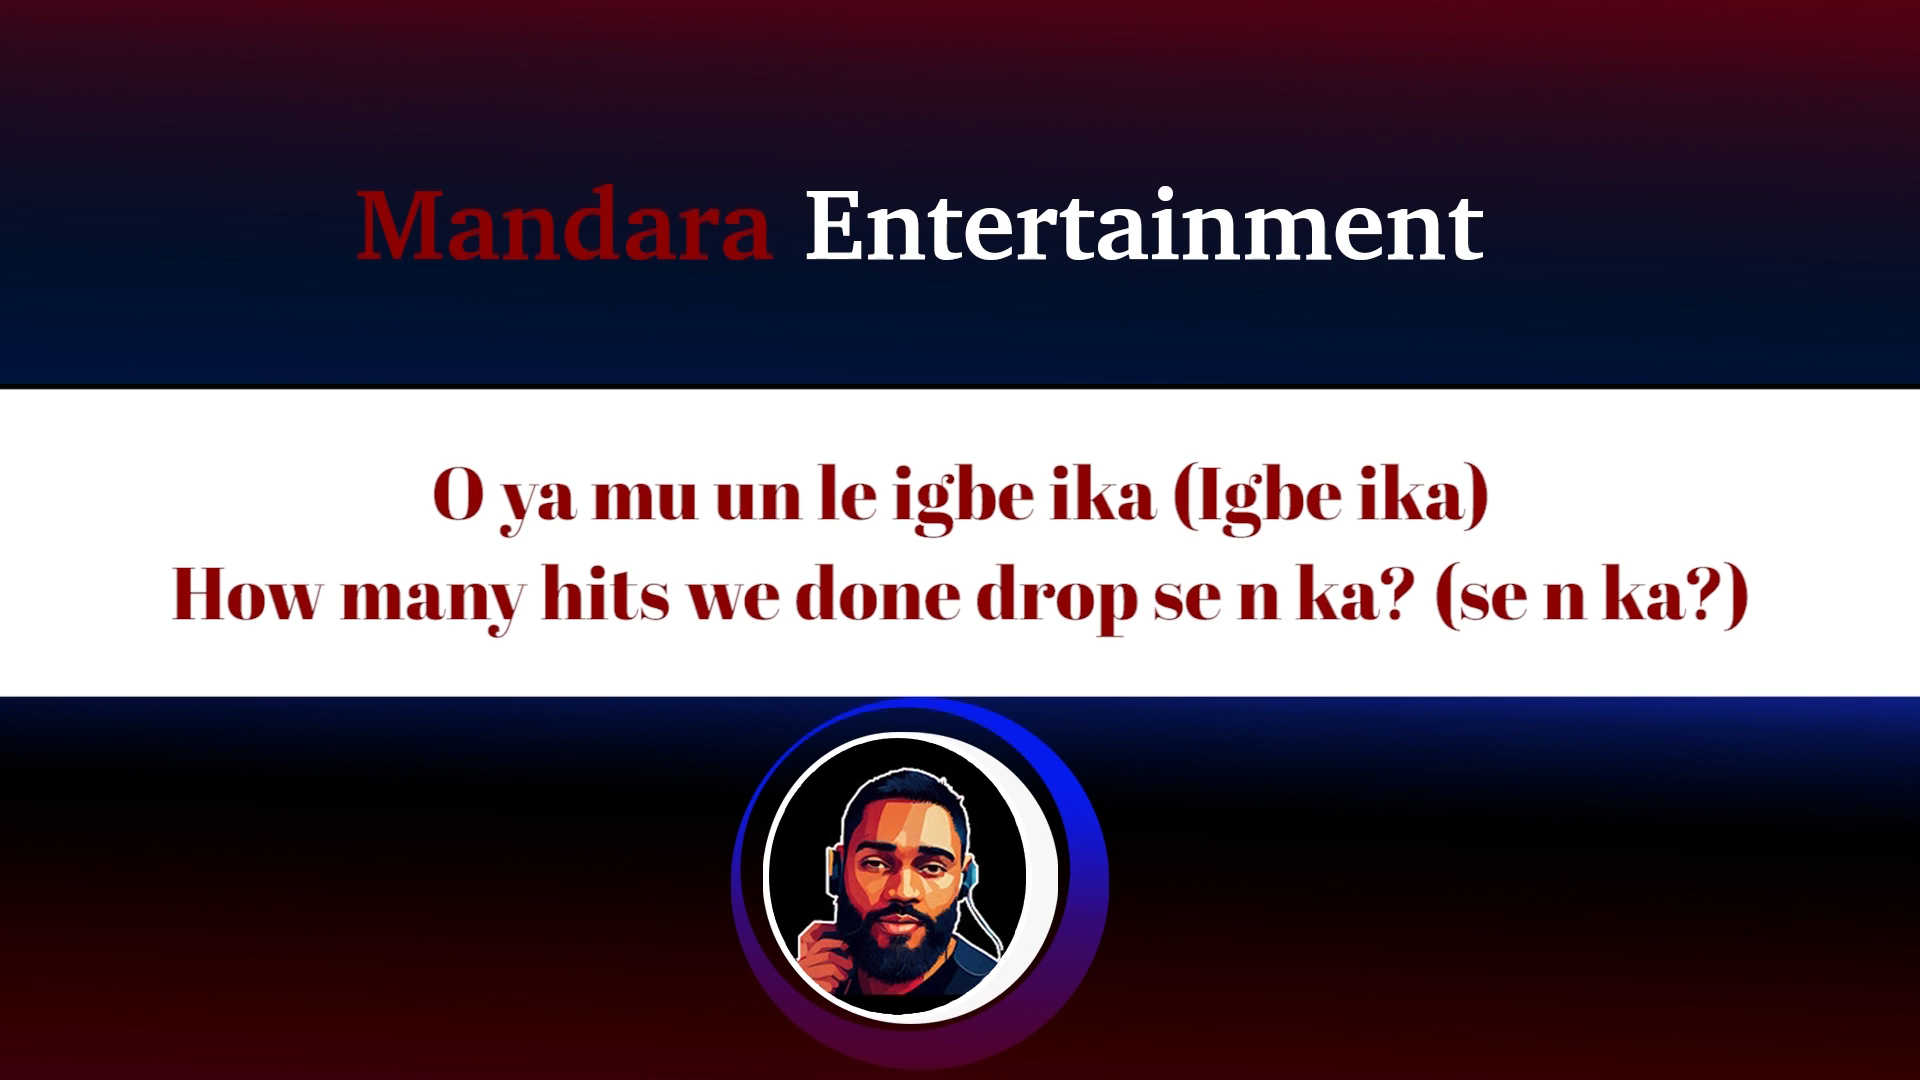 Mandara Entertainment
O ya mu un le igbe ika (Igbe ika)
How many hits we done drop se n ka? (se n ka?)